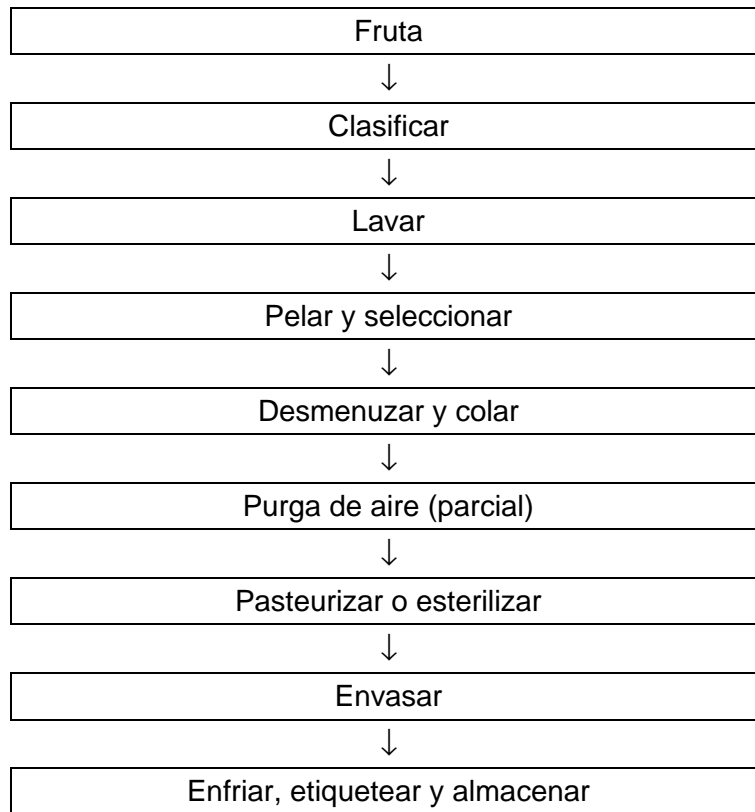 Fruta
↓
Clasificar
↓
Lavar
↓
Pelar y seleccionar
↓
Desmenuzar y colar
↓
Purga de aire (parcial)
↓
Pasteurizar o esterilizar
↓
Envasar
↓
Enfriar, etiquetear y almacenar